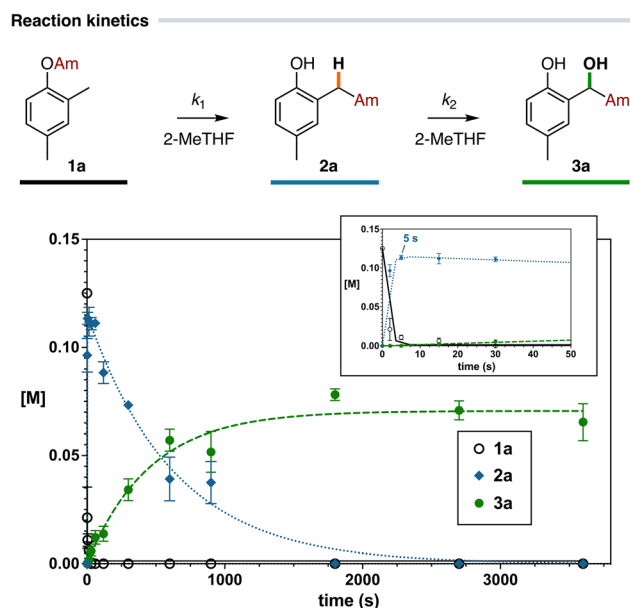 Reaction kinetics
OAm
1a
k1
2-MeTHF
OH
H
Am
2a
k2
2-MeTHF
OH
OH
Am
3a
0.15
0.10
[M]
0.05
0.00
0
1000
2000
3000
time (s)
0.15
5 s
0.10
[M]
0.05
0.00
0
10
20
30
40
50
time (s)
1a
2a
3a